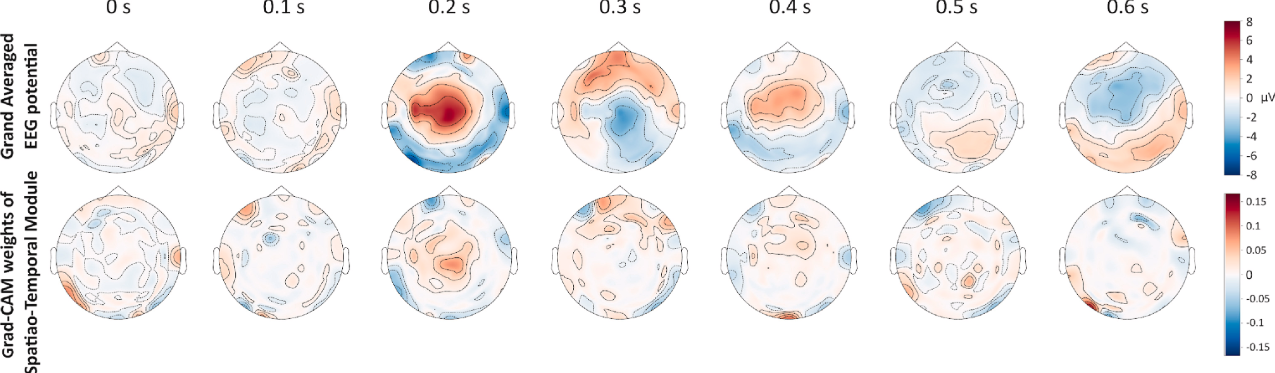 0 s 0.1 s 0.2 s 0.3 s 0.4 s 0.5 s 0.6 s
Grand Averaged
EEG potential
8
6
4
2
0 μV
-2
-4
-6
-8
Grad-CAM weights of
Spatiao-Temporal Module
0.15
0.1
0.05
0
-0.05
-0.1
-0.15